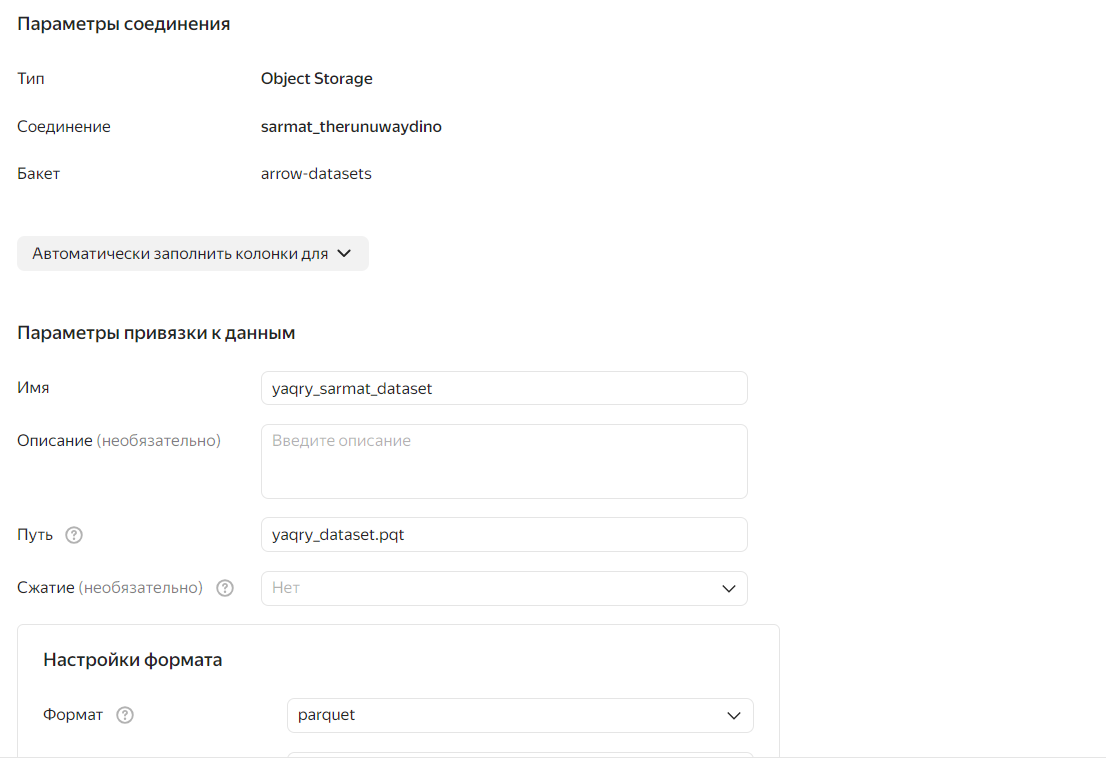 Параметры соединения
Тип Object Storage
Соединение sarmat_therunuwaydino
Бакет arrow-datasets
Автоматически заполнить колонки для
Параметры привязки к данным
Имя yaqry_sarmat_dataset
Описание (необязательно) Введите описание
Путь ? yaqry_dataset.pqt
Сжатие (необязательно) ? Нет
Настройки формата
Формат ? parquet